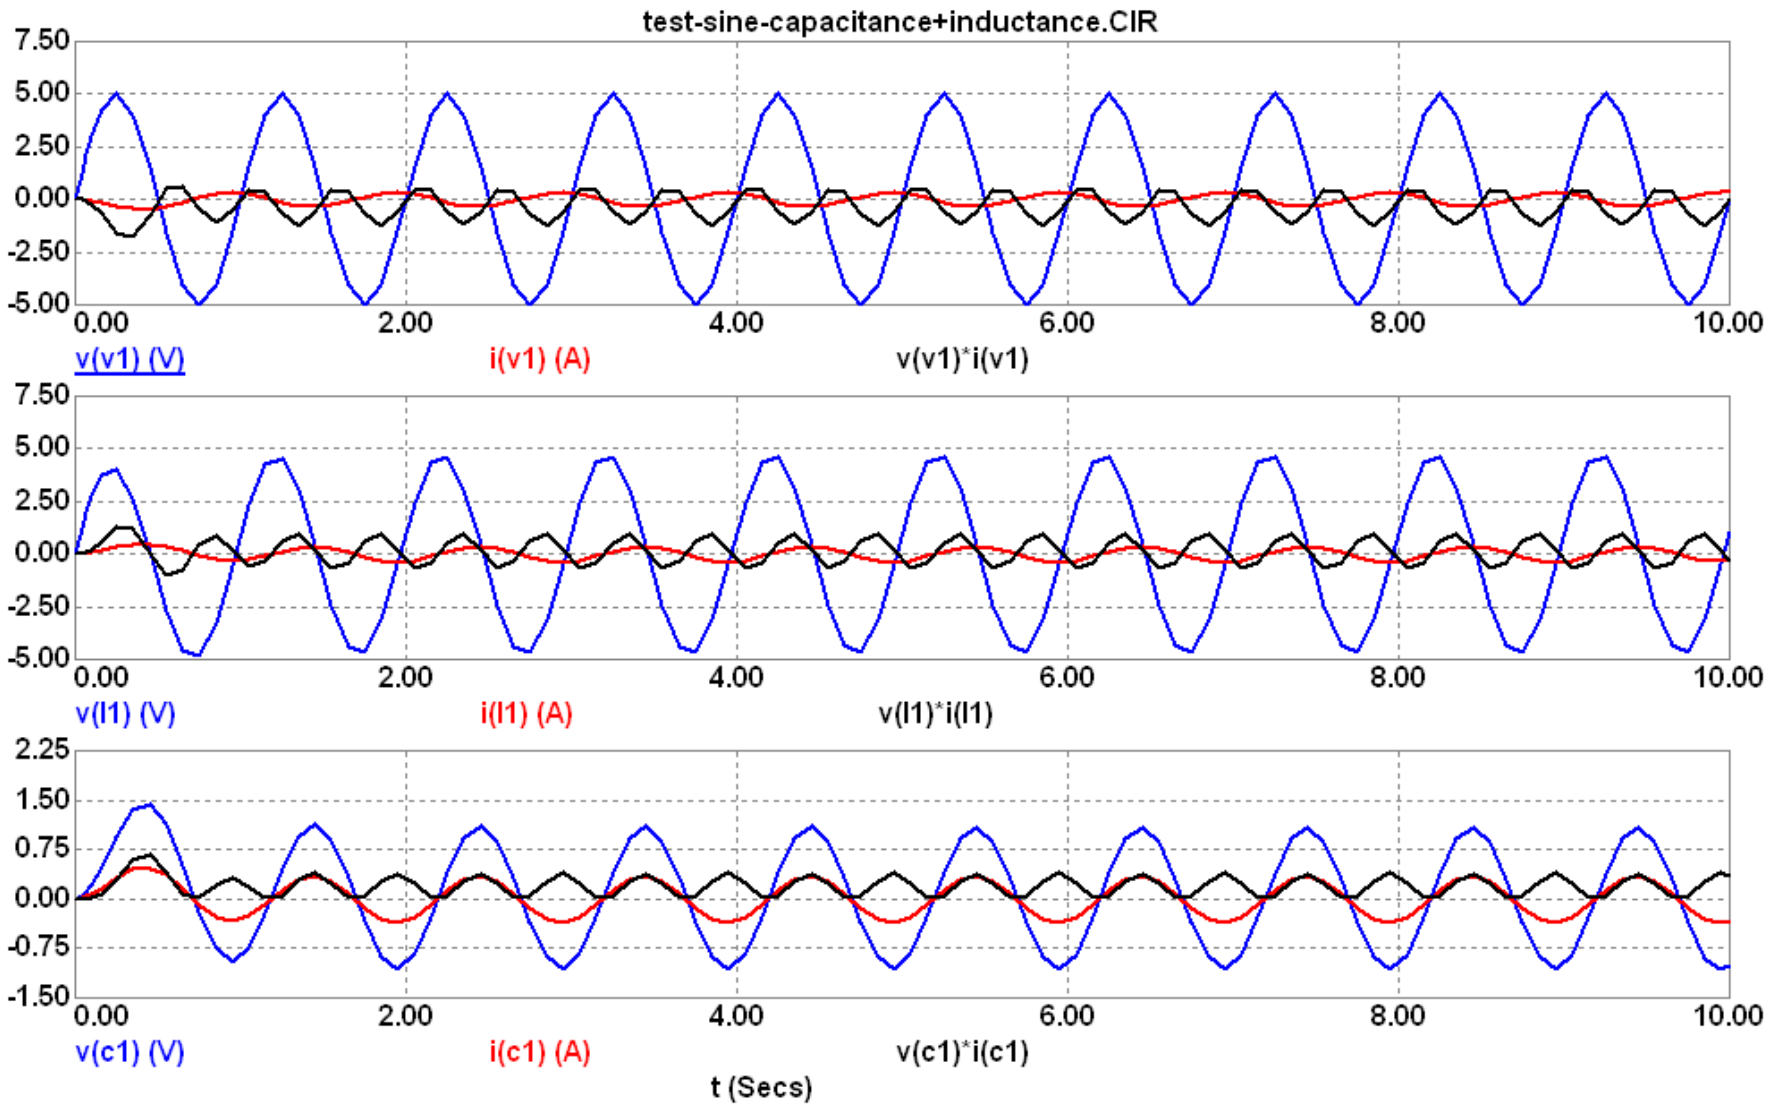 test-sine-capacitance+inductance.CIR
7.50
5.00
2.50
0.00
-2.50
-5.00
0.00 2.00 4.00 6.00 8.00 10.00
v(v1) (V) i(v1) (A) v(v1)*i(v1)
7.50
5.00
2.50
0.00
-2.50
-5.00
0.00 2.00 4.00 6.00 8.00 10.00
v(l1) (V) i(l1) (A) v(l1)*i(l1)
2.25
1.50
0.75
0.00
-0.75
-1.50
0.00 2.00 4.00 6.00 8.00 10.00
v(c1) (V) i(c1) (A) v(c1)*i(c1)
t (Secs)